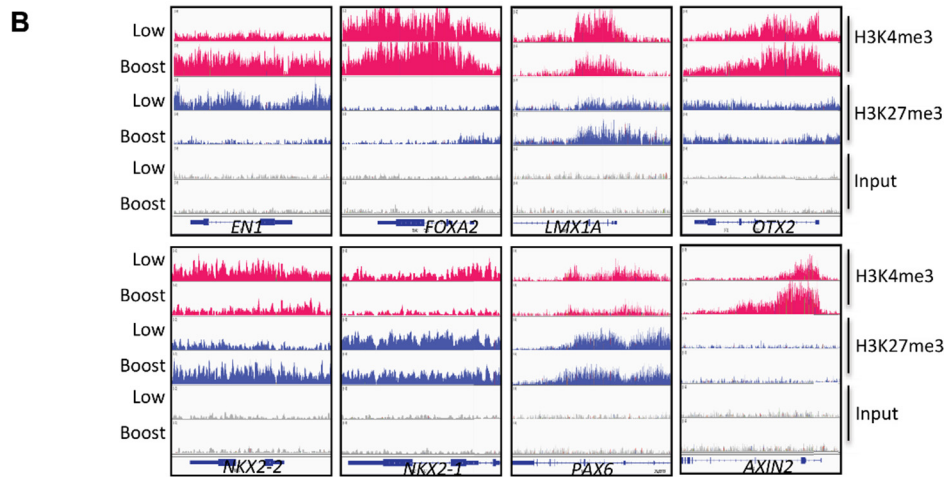 B
Low
Boost
Low
Boost
Low
Boost
H3K4me3
H3K27me3
Input
EN1
FOXA2
LMX1A
OTX2
Low
Boost
Low
Boost
Low
Boost
H3K4me3
H3K27me3
Input
NKX2-2
NKX2-1
PAX6
AXIN2